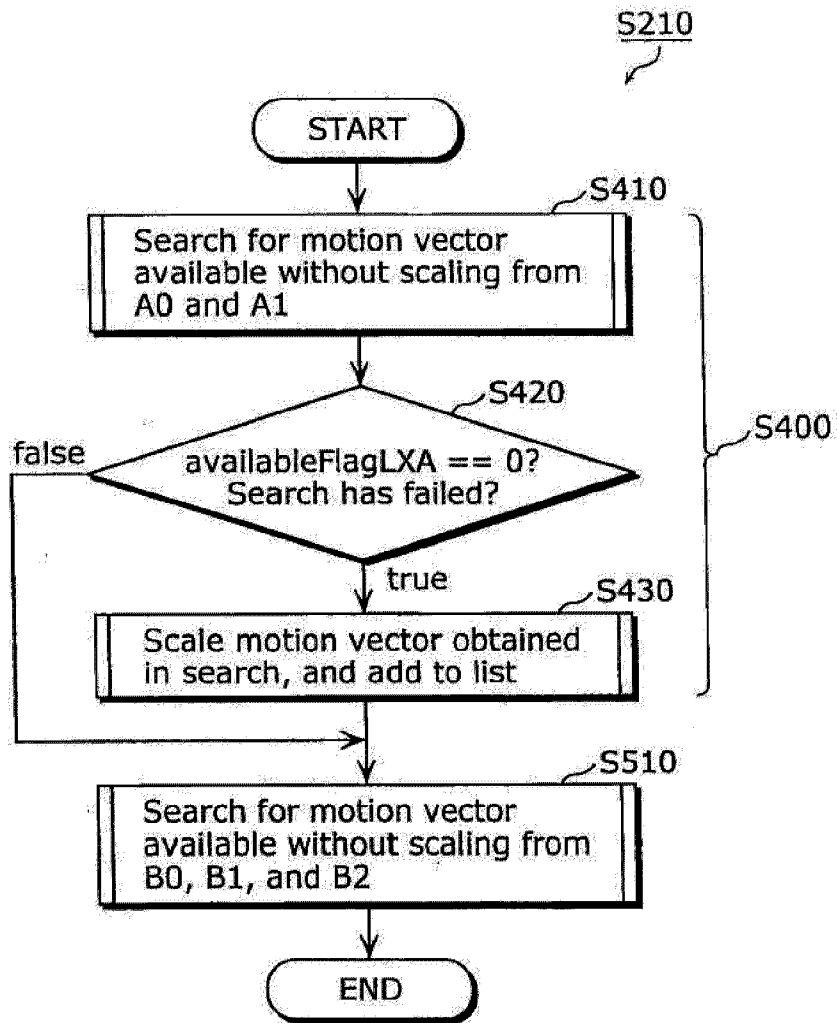 S210
START
S410
Search for motion vector
available without scaling from
A0 and A1
S420
false
availableFlagLXA == 0?
Search has failed?
S400
true
S430
Scale motion vector obtained
in search, and add to list
S510
Search for motion vector
available without scaling from
B0, B1, and B2
END